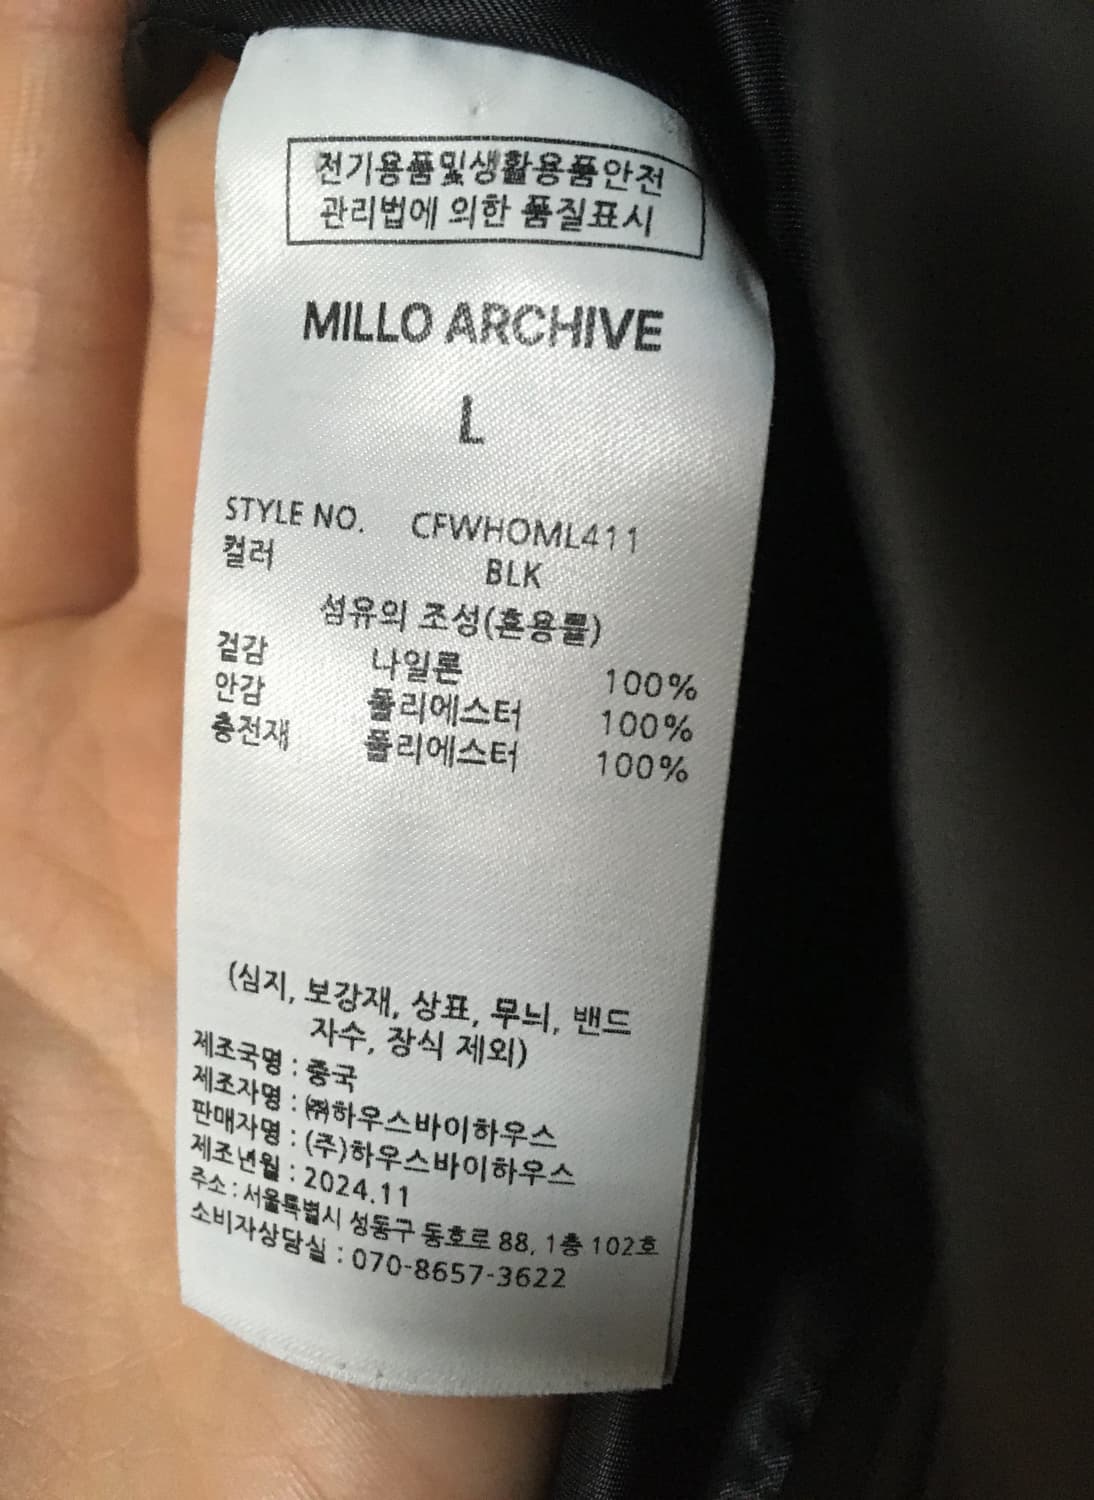 전기용품및생활용품안전
관리법에 의한 품질표시
MILLO ARCHIVE
L
STYLE NO. CFWHOML411
컬러 BLK
섬유의 조성(혼용률)
겉감 나일론 100%
안감 폴리에스터 100%
충전재 폴리에스터 100%
(심지, 보강재, 상표, 무늬, 밴드
자수, 장식 제외)
제조국명 : 중국
제조자명 : ㈜하우스바이하우스
판매자명 : (주)하우스바이하우스
제조년월 : 2024.11
주소 : 서울특별시 성동구 동호로 88, 1층 102호
소비자상담실 : 070-8657-3622